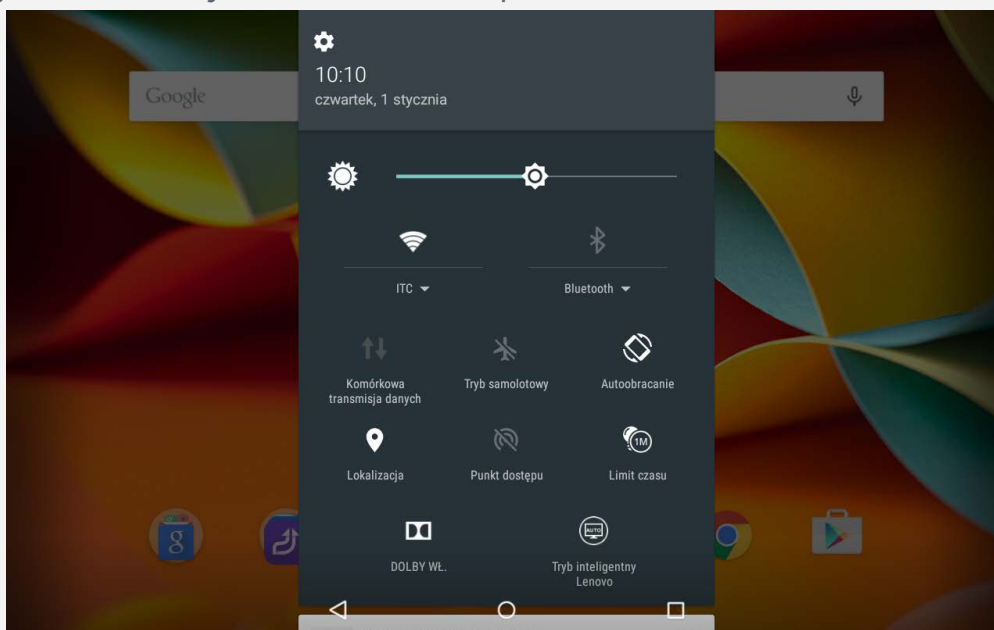 10:10
czwartek, 1 stycznia
Google
ITC
Bluetooth
Komórkowa
transmisja danych
Tryb samolotowy
Autoobracanie
1M
Lokalizacja
Punkt dostępu
Limit czasu
AUTO
8
DOLBY WŁ.
Tryb inteligentny
Lenovo